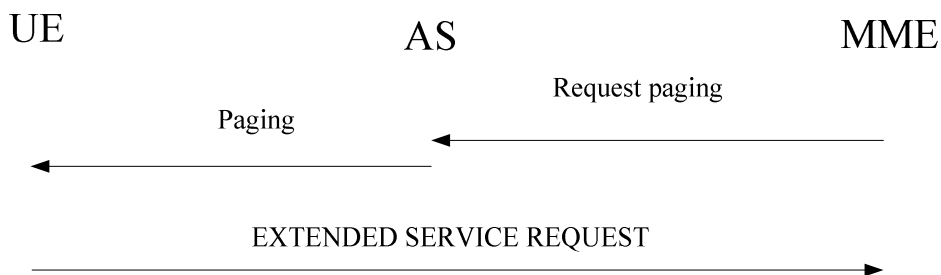 UE
AS
MME
Request paging
Paging
EXTENDED SERVICE REQUEST